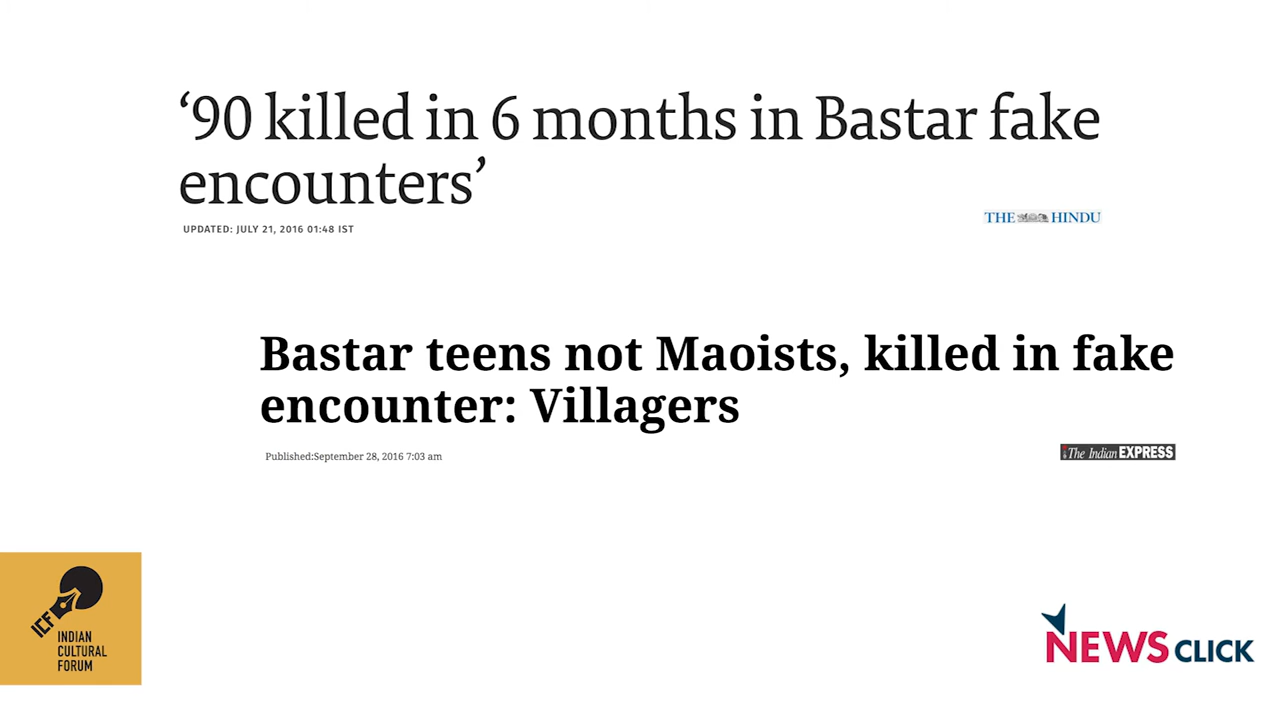 ‘90 killed in 6 months in Bastar fake
encounters’
UPDATED: JULY 21, 2016 01:48 IST
THE HINDU
Bastar teens not Maoists, killed in fake
encounter: Villagers
Published:September 28, 2016 7:03 am
The Indian EXPRESS
ICF
INDIAN
CULTURAL
FORUM
NEWSCLICK